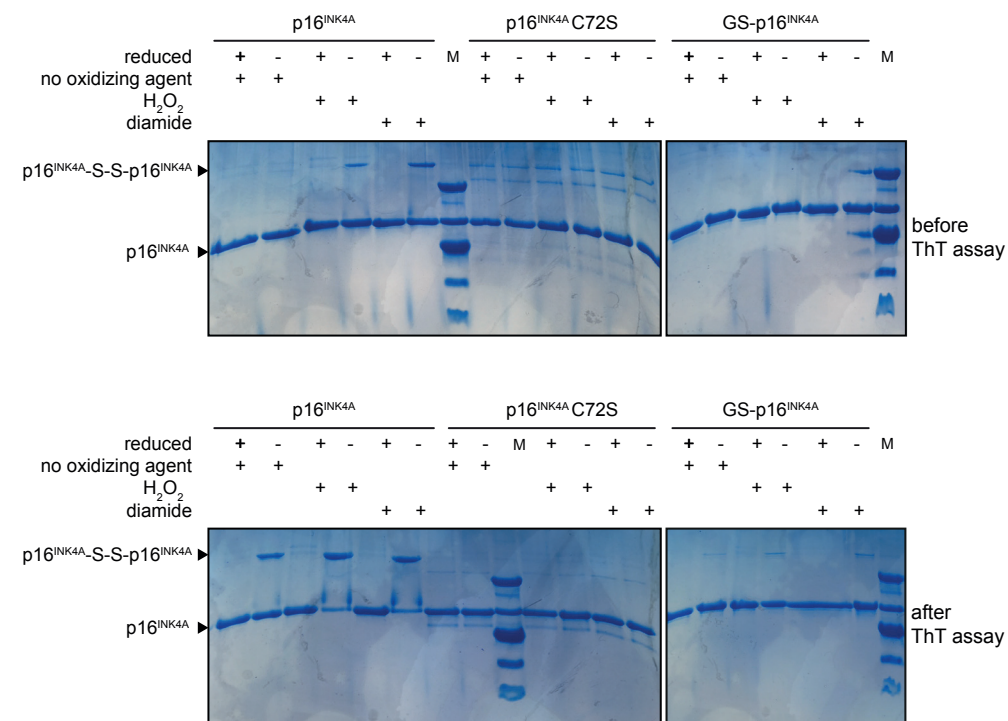 p16INK4A p16INK4A C72S GS-p16INK4A
reduced + - + - + - M + - + - + - + - + - + - M
no oxidizing agent + + + + + +
H2O2 + + + + + +
diamide + + + + + +
p16INK4A-S-S-p16INK4A
p16INK4A
before
ThT assay
p16INK4A p16INK4A C72S GS-p16INK4A
reduced + - + - + - + - M + - + - + - + - + - M
no oxidizing agent + + + + + +
H2O2 + + + + + +
diamide + + + + + +
p16INK4A-S-S-p16INK4A
p16INK4A
after
ThT assay